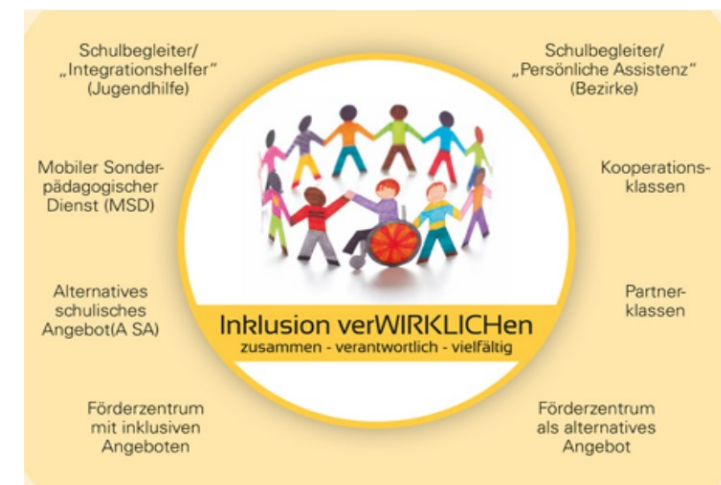 Schulbegleiter/
„Integrationshelfer“
(Jugendhilfe)
Mobiler Sonder-
pädagogischer
Dienst (MSD)
Alternatives
schulisches
Angebot(A SA)
Förderzentrum
mit inklusiven
Angeboten
Inklusion verWIRKLICHen
zusammen - verantwortlich - vielfältig
Schulbegleiter/
„Persönliche Assistenz“
(Bezirke)
Kooperations-
klassen
Partner-
klassen
Förderzentrum
als alternatives
Angebot